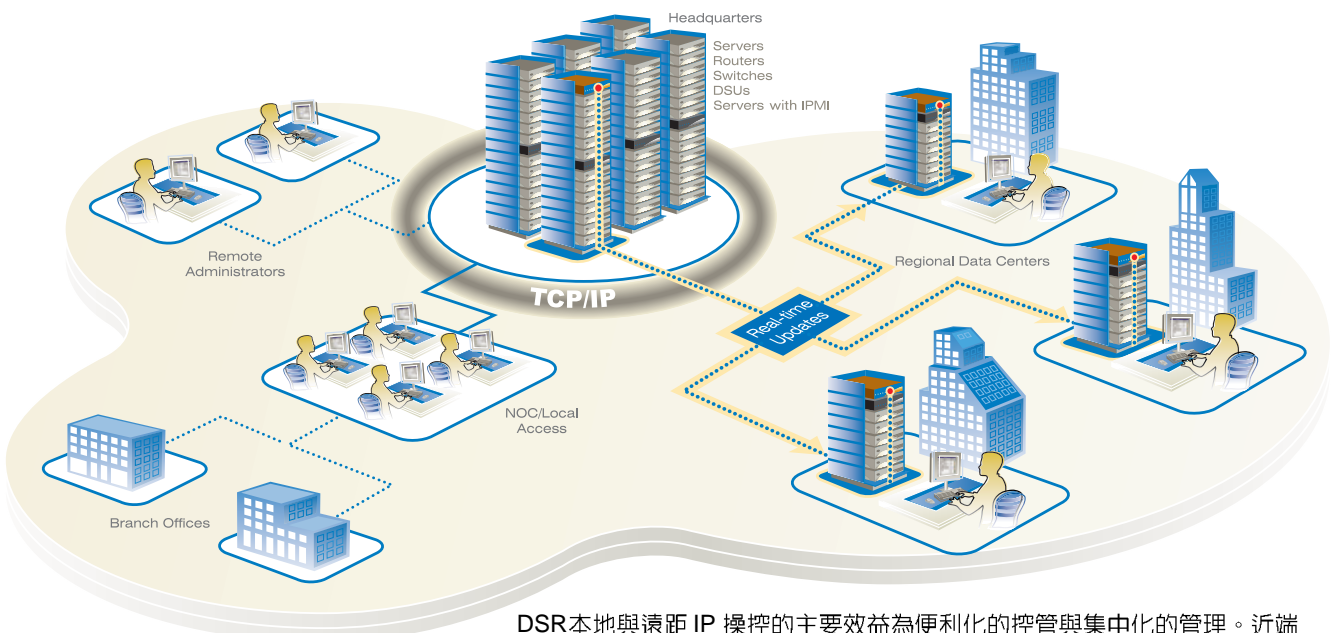 Headquarters
Servers
Routers
Switches
DSUs
Servers with IPMI
Remote
Administrators
TCP/IP
Regional Data Centers
Real-time
Updates
NOC/Local
Access
Branch Offices
DSR本地與遠距 IP 操控的主要效益為便利化的控管與集中化的管理。近端